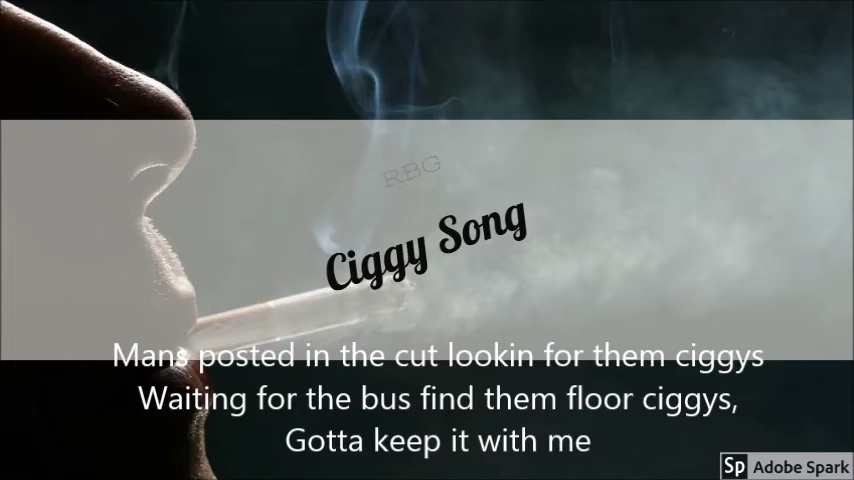 RBG
Ciggy Song
Mans posted in the cut lookin for them ciggys
Waiting for the bus find them floor ciggys,
Gotta keep it with me
Sp Adobe Spark